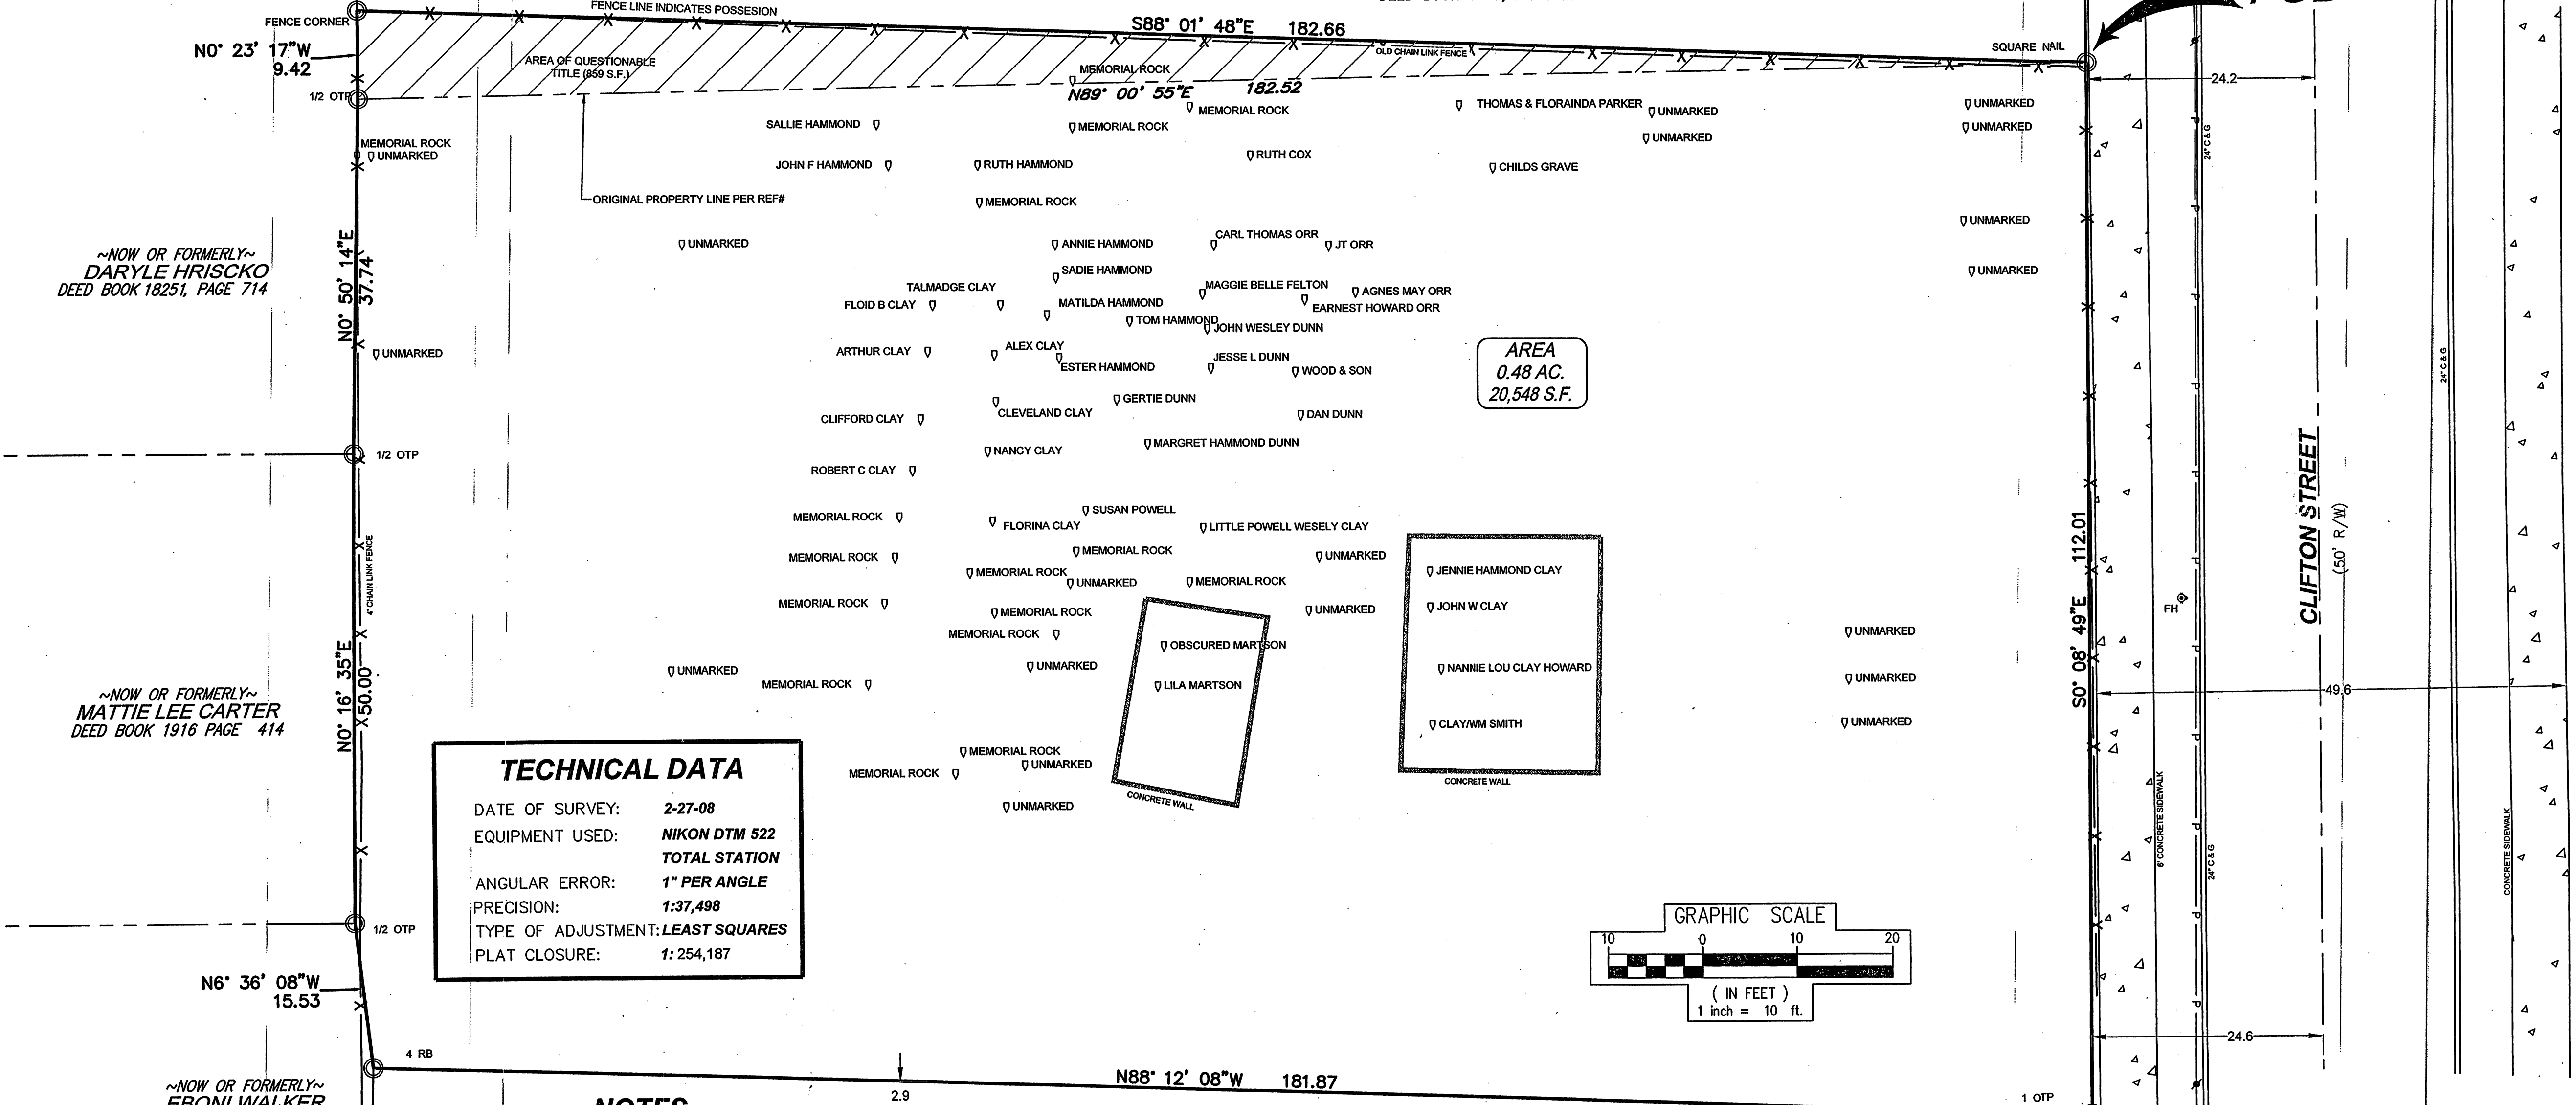 FENCE LINE INDICATES POSSESION
FENCE CORNER
S88° 01' 48"E 182.66
OLD CHAIN LINK FENCE
SQUARE NAIL
N0° 23' 17"W
9.42
AREA OF QUESTIONABLE
TITLE (859 S.F.)
MEMORIAL ROCK
24.2
1/2 OTP
N89° 00' 55"E 182.52
MEMORIAL ROCK
THOMAS & FLORAINDA PARKER
UNMARKED
UNMARKED
SALLIE HAMMOND
MEMORIAL ROCK
UNMARKED
UNMARKED
MEMORIAL ROCK
UNMARKED
JOHN F HAMMOND
RUTH HAMMOND
RUTH COX
CHILDS GRAVE
24" C & G
ORIGINAL PROPERTY LINE PER REF#
MEMORIAL ROCK
UNMARKED
UNMARKED
ANNIE HAMMOND
CARL THOMAS ORR
JT ORR
~NOW OR FORMERLY~
DARYLE HRISCKO
DEED BOOK 18251, PAGE 714
N0° 50' 14"E
37.74
SADIE HAMMOND
UNMARKED
TALMADGE CLAY
MAGGIE BELLE FELTON
AGNES MAY ORR
FLOID B CLAY
MATILDA HAMMOND
EARNEST HOWARD ORR
TOM HAMMOND
JOHN WESLEY DUNN
UNMARKED
ARTHUR CLAY
ALEX CLAY
ESTER HAMMOND
JESSE L DUNN
WOOD & SON
AREA
0.48 AC.
20,548 S.F.
24" C & G
CLEVELAND CLAY
GERTIE DUNN
DAN DUNN
CLIFFORD CLAY
MARGRET HAMMOND DUNN
NANCY CLAY
1/2 OTP
ROBERT C CLAY
CLIFTON STREET
(50' R/W)
SUSAN POWELL
MEMORIAL ROCK
FLORINA CLAY
LITTLE POWELL WESELY CLAY
4' CHAIN LINK FENCE
S0° 08' 49"E 112.01
MEMORIAL ROCK
MEMORIAL ROCK
UNMARKED
MEMORIAL ROCK
UNMARKED
MEMORIAL ROCK
JENNIE HAMMOND CLAY
MEMORIAL ROCK
MEMORIAL ROCK
UNMARKED
JOHN W CLAY
FH
MEMORIAL ROCK
UNMARKED
OBSCURED MARTSON
UNMARKED
UNMARKED
NANNIE LOU CLAY HOWARD
UNMARKED
MEMORIAL ROCK
LILA MARTSON
49.6
~NOW OR FORMERLY~
MATTIE LEE CARTER
DEED BOOK 1916 PAGE 414
N0° 16' 35"E
50.00
CLAY/WM SMITH
UNMARKED
MEMORIAL ROCK
UNMARKED
MEMORIAL ROCK
CONCRETE WALL
CONCRETE WALL
UNMARKED
6' CONCRETE SIDEWALK
24" C & G
CONCRETE SIDEWALK
TECHNICAL DATA
DATE OF SURVEY: 2-27-08
EQUIPMENT USED: NIKON DTM 522
TOTAL STATION
ANGULAR ERROR: 1" PER ANGLE
PRECISION: 1:37,498
TYPE OF ADJUSTMENT: LEAST SQUARES
PLAT CLOSURE: 1: 254,187
1/2 OTP
N6° 36' 08"W
15.53
GRAPHIC SCALE
10 0 10 20
( IN FEET )
1 inch = 10 ft.
24.6
4 RB
N88° 12' 08"W 181.87
2.9
~NOW OR FORMERLY~
EBONI WALKER
NOTES
1 OTP